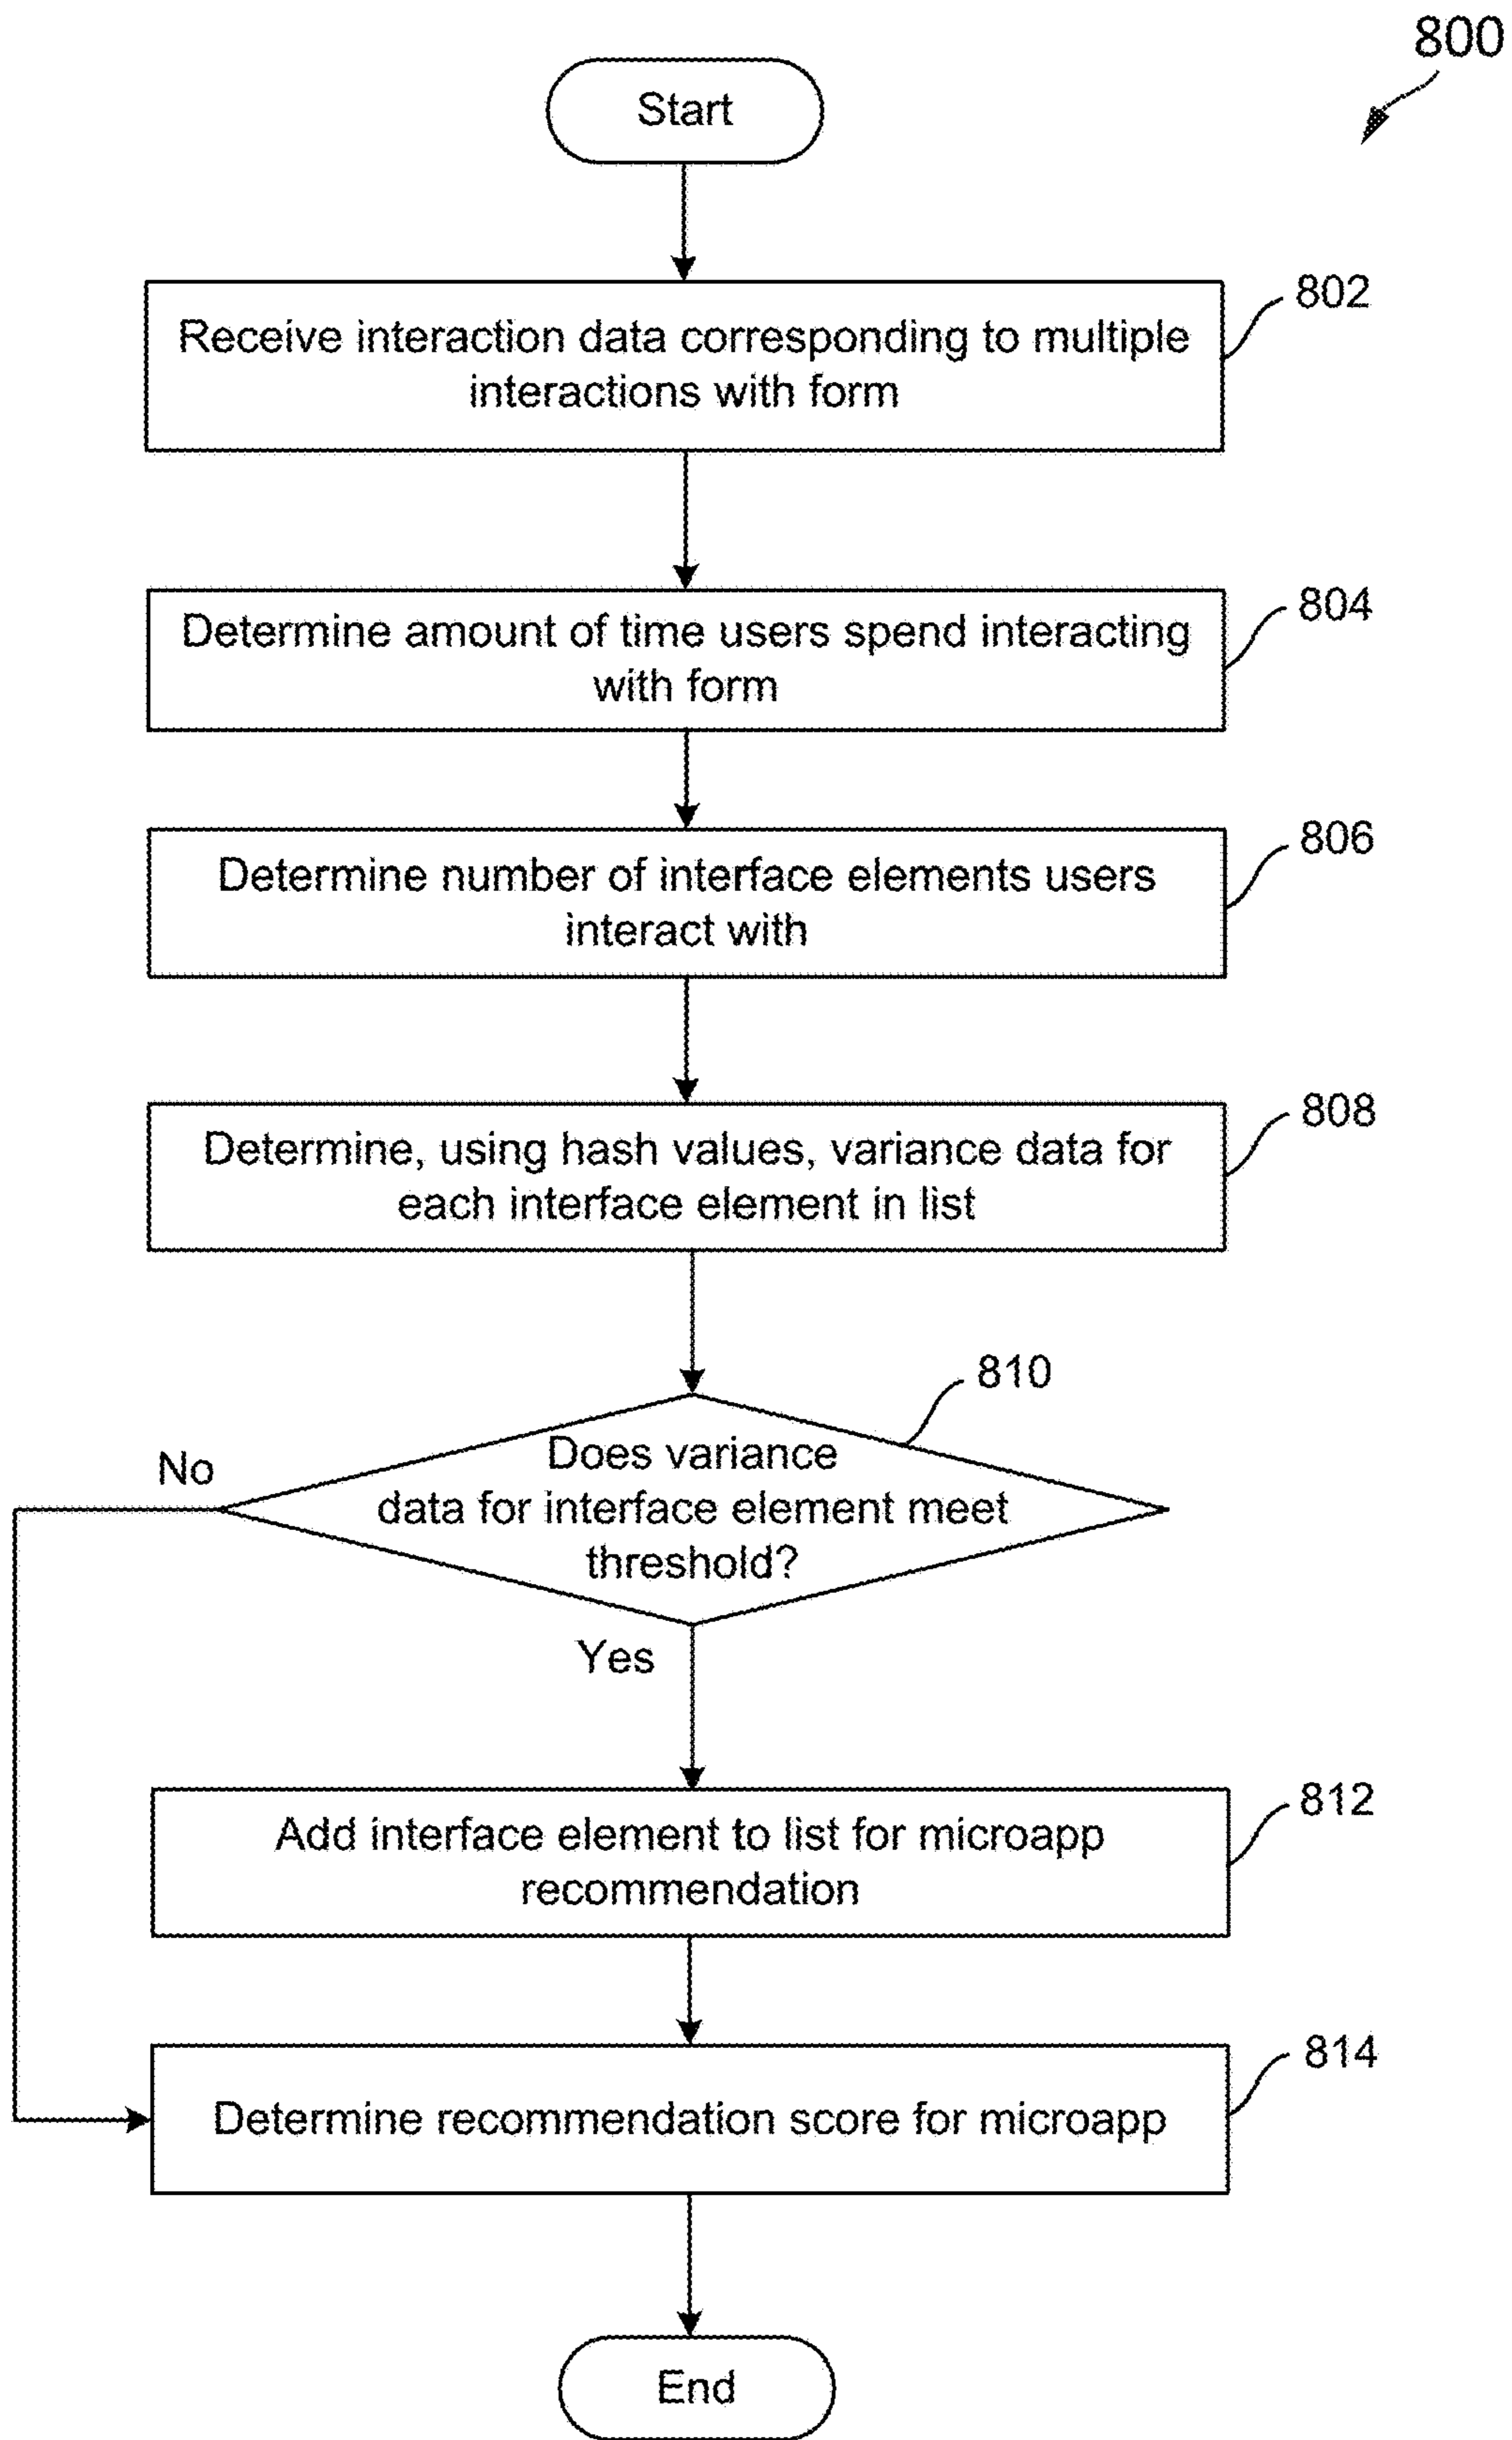 800
Start
802
Receive interaction data corresponding to multiple
interactions with form
804
Determine amount of time users spend interacting
with form
806
Determine number of interface elements users
interact with
808
Determine, using hash values, variance data for
each interface element in list
810
No
Does variance
data for interface element meet
threshold?
Yes
812
Add interface element to list for microapp
recommendation
814
Determine recommendation score for microapp
End